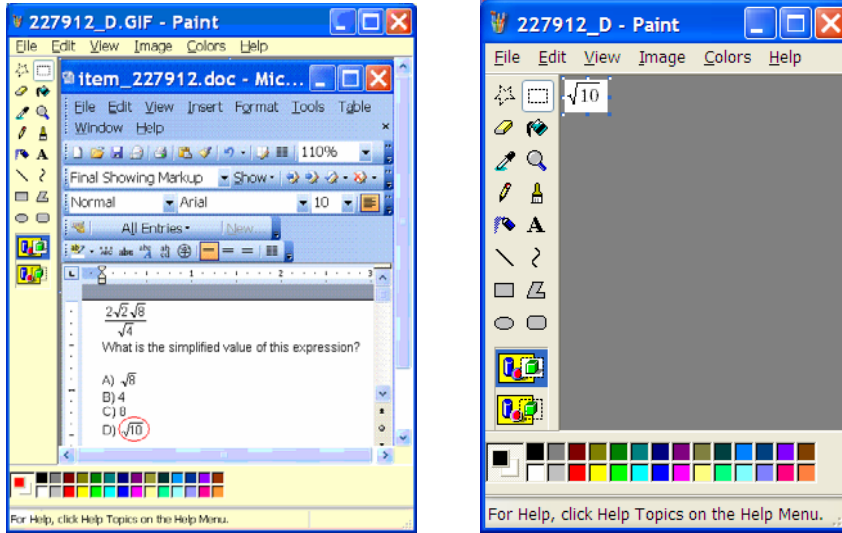 227912_D.GIF - Paint
File Edit View Image Colors Help
item_227912.doc - Mic...
File Edit View Insert Format Tools Table
Window Help
110%
Final Showing Markup Show
Normal Arial 10
All Entries New...
1 2 3
2√2√8
√4
What is the simplified value of this expression?
A) √8
B) 4
C) 8
D) √10
For Help, click Help Topics on the Help Menu.
227912_D - Paint
File Edit View Image Colors Help
√10
A
For Help, click Help Topics on the Help Menu.